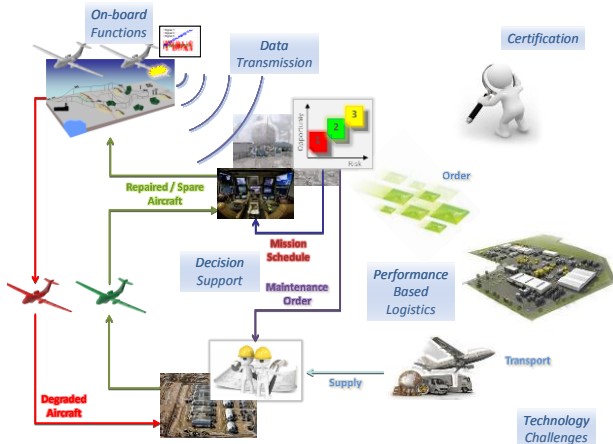 On-board
Functions
Data
Transmission
Certification
Opportunity
3
2
1
Risk
Order
Repaired / Spare
Aircraft
Mission
Schedule
Decision
Support
Performance
Based
Logistics
Maintenance
Order
Transport
Supply
Degraded
Aircraft
Technology
Challenges